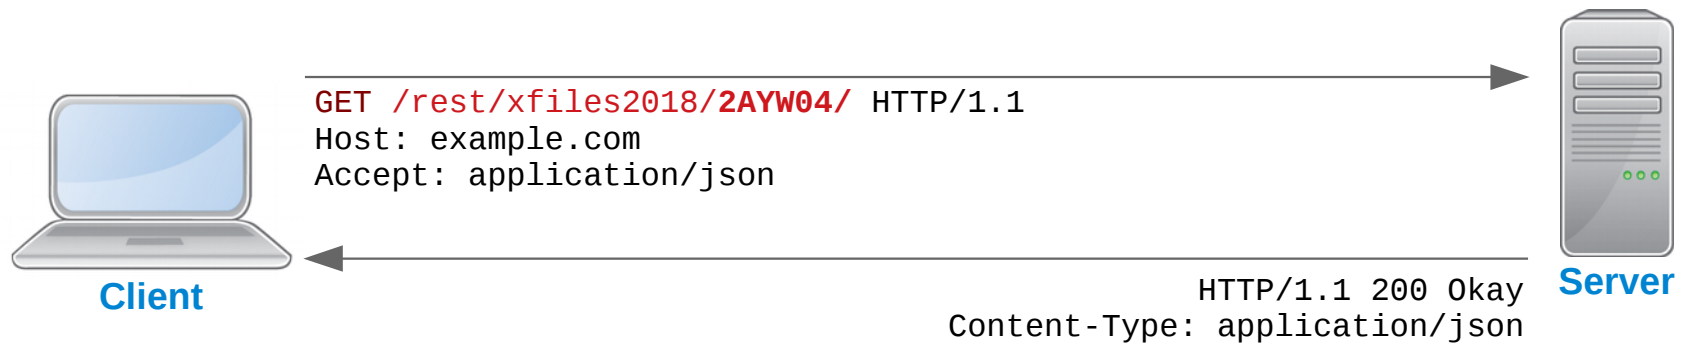 GET /rest/xfiles2018/2AYW04/ HTTP/1.1
Host: example.com
Accept: application/json
Client
HTTP/1.1 200 Okay
Content-Type: application/json
Server